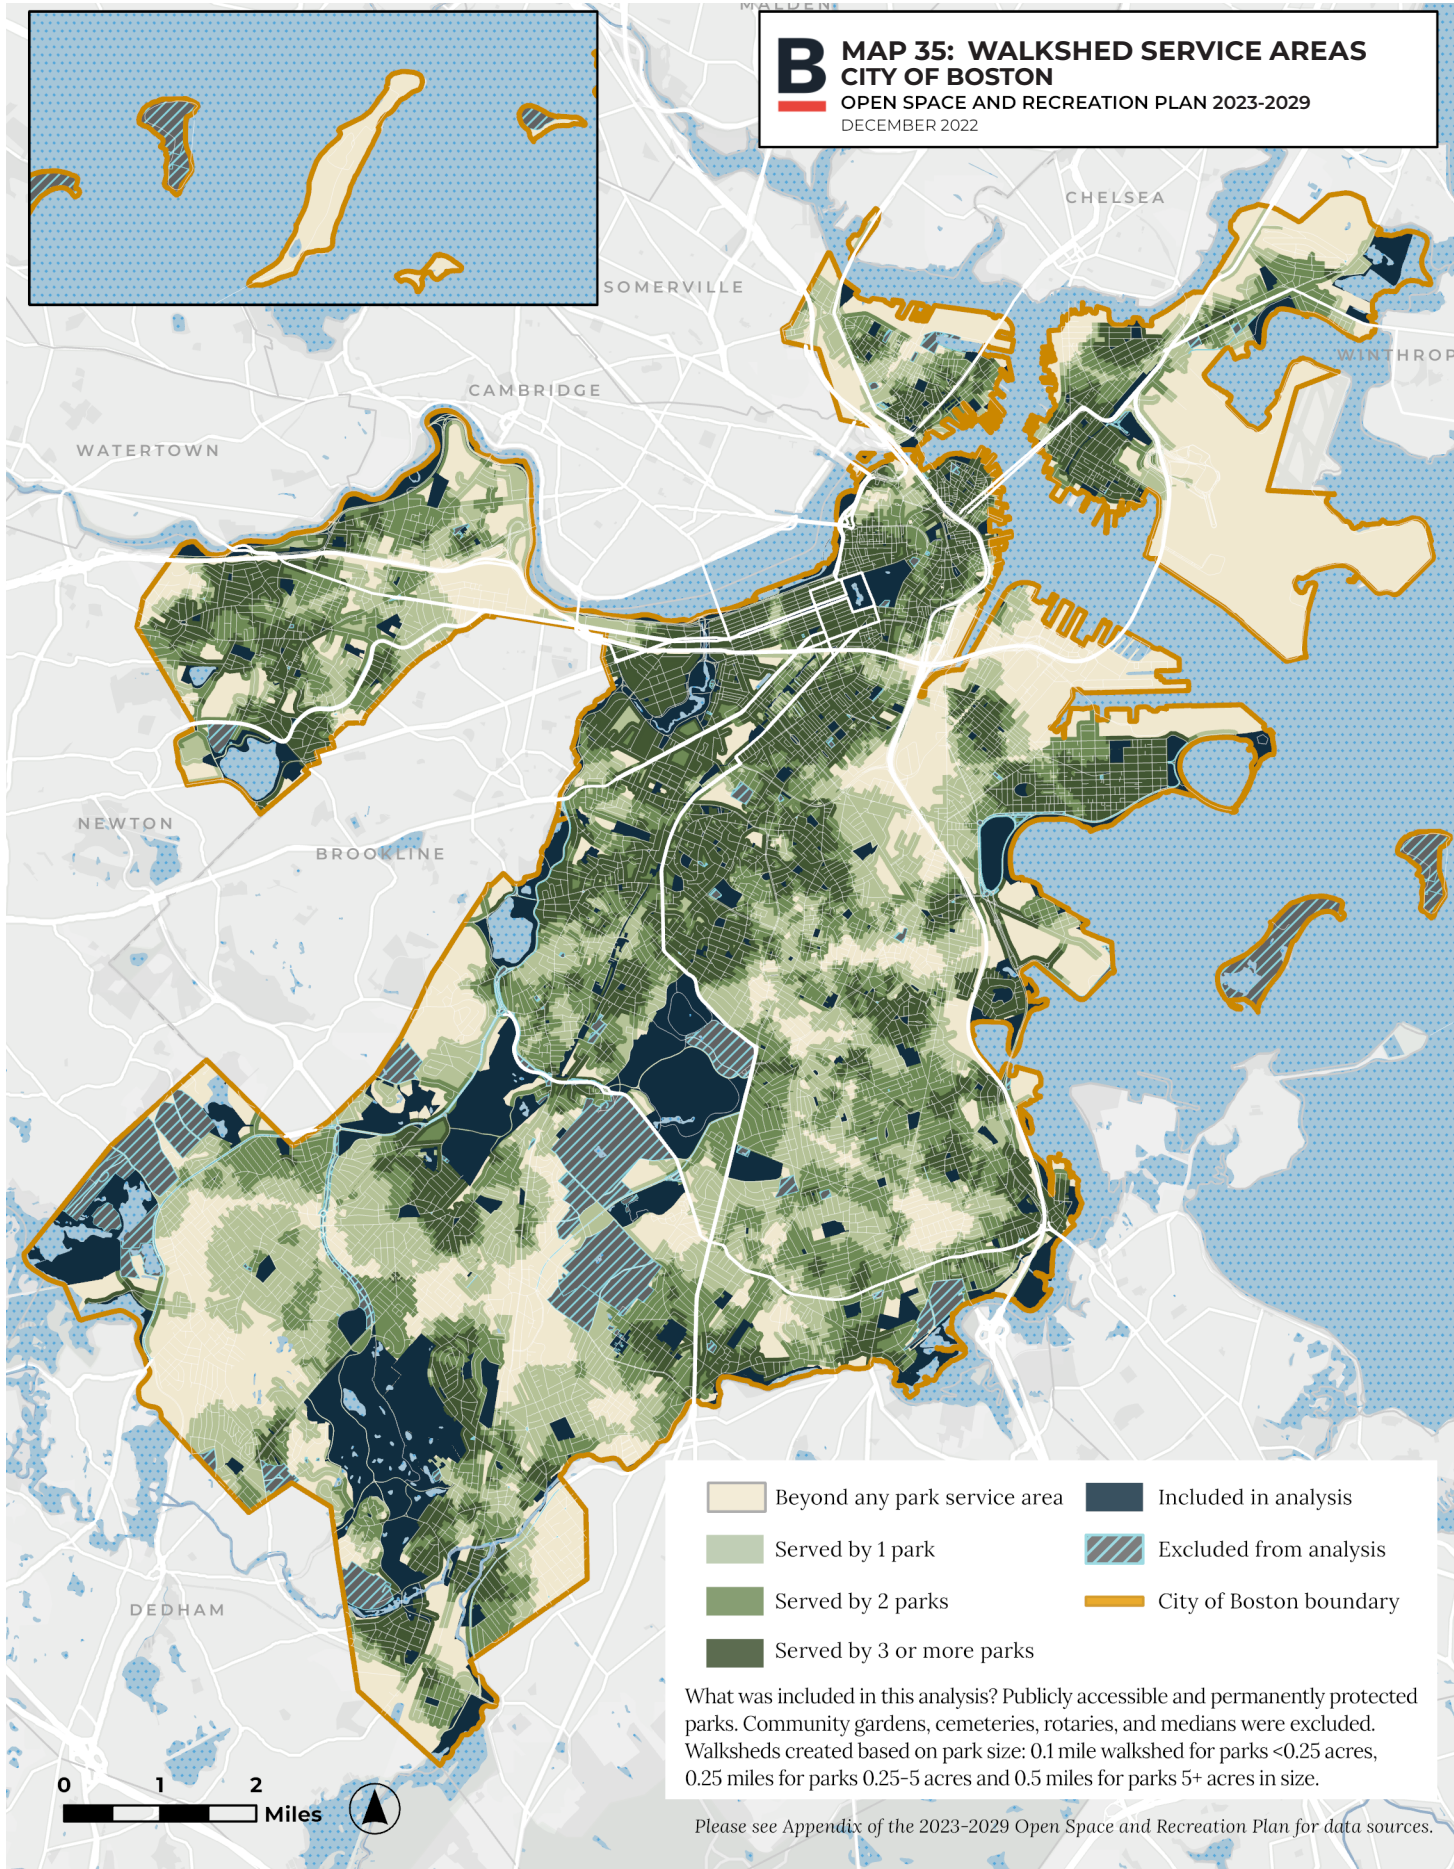 MALDEN
B
MAP 35: WALKSHED SERVICE AREAS
CITY OF BOSTON
OPEN SPACE AND RECREATION PLAN 2023-2029
DECEMBER 2022
CHELSEA
SOMERVILLE
WINTHROP
CAMBRIDGE
WATERTOWN
NEWTON
BROOKLINE
DEDHAM
Beyond any park service area
Served by 1 park
Served by 2 parks
Served by 3 or more parks
Included in analysis
Excluded from analysis
City of Boston boundary
What was included in this analysis? Publicly accessible and permanently protected
parks. Community gardens, cemeteries, rotaries, and medians were excluded.
Walksheds created based on park size: 0.1 mile walkshed for parks <0.25 acres,
0.25 miles for parks 0.25-5 acres and 0.5 miles for parks 5+ acres in size.
0 1 2
Miles
Please see Appendix of the 2023-2029 Open Space and Recreation Plan for data sources.